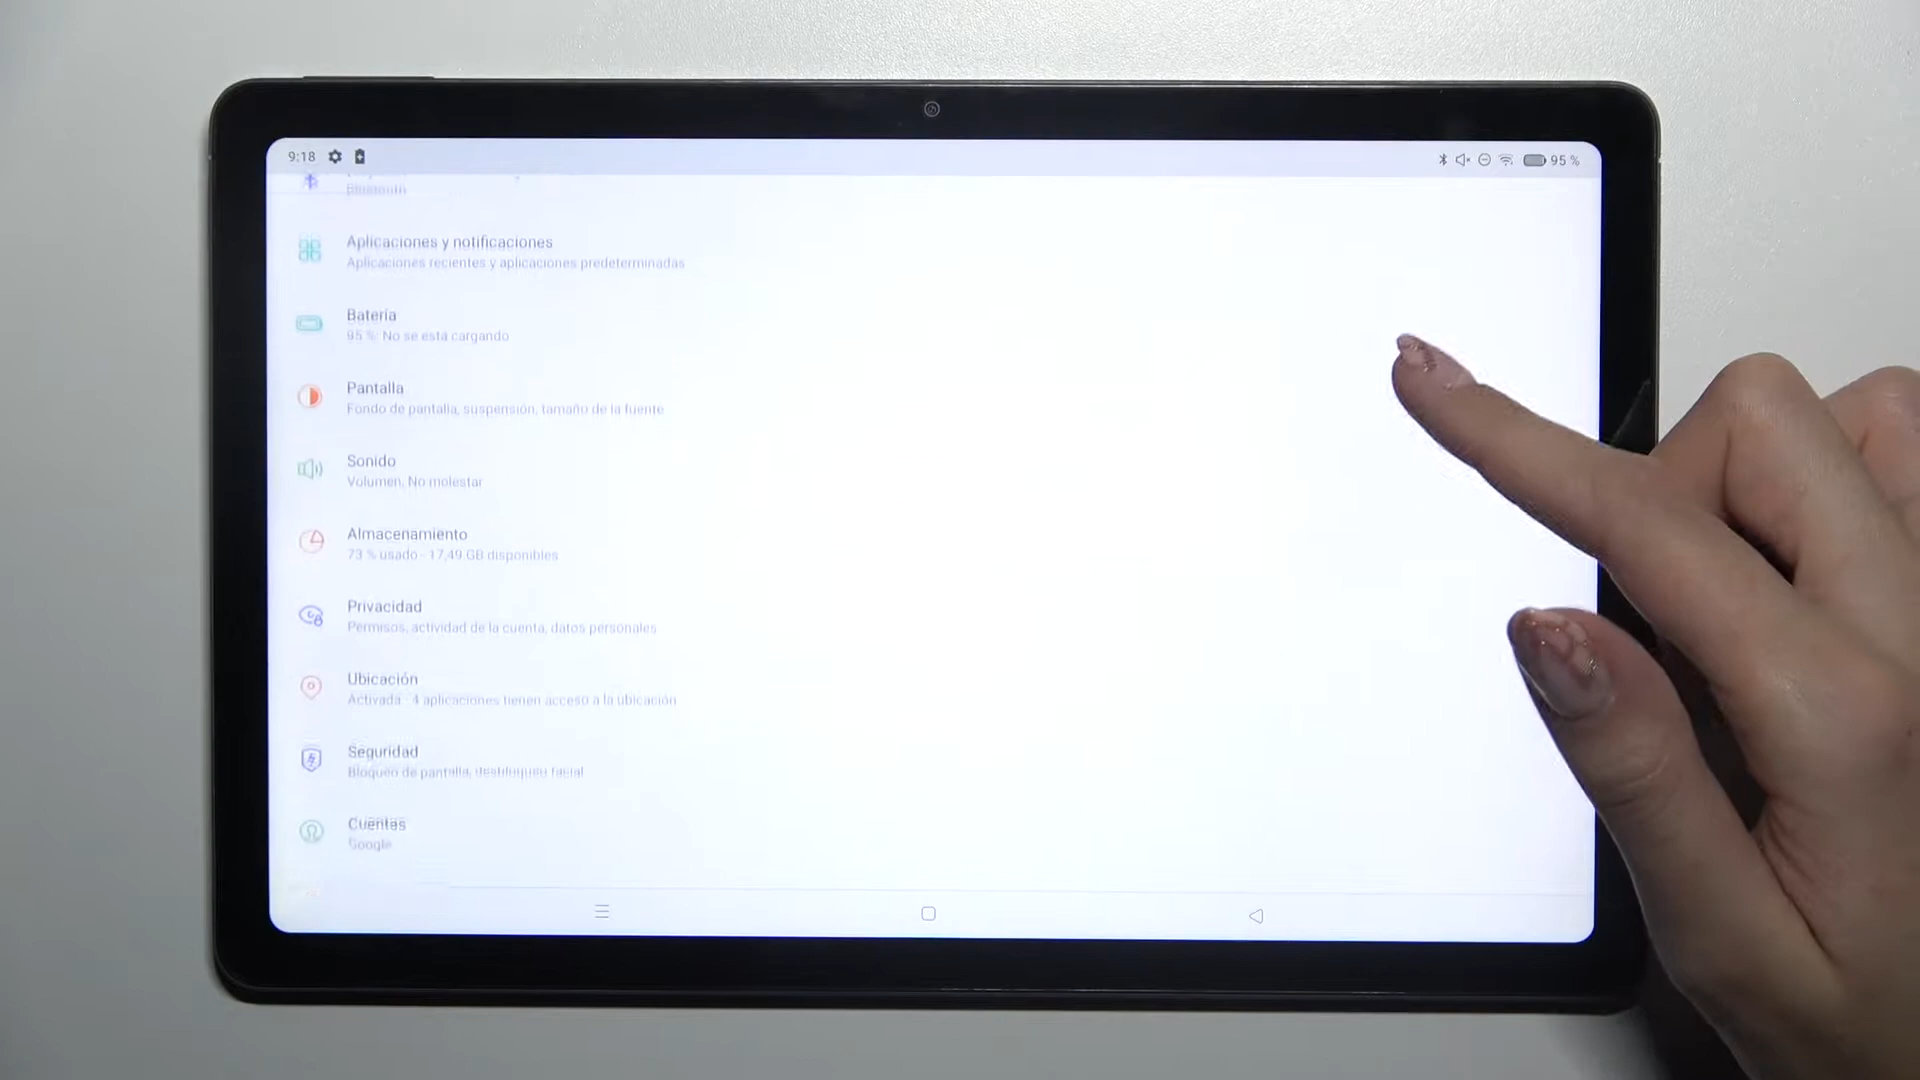 9:18
95 %
Bluetooth
Aplicaciones y notificaciones
Aplicaciones recientes y aplicaciones predeterminadas
Batería
95 %: No se está cargando
Pantalla
Fondo de pantalla, suspensión, tamaño de la fuente
Sonido
Volumen, No molestar
Almacenamiento
73 % usado - 17,49 GB disponibles
Privacidad
Permisos, actividad de la cuenta, datos personales
Ubicación
Activada - 4 aplicaciones tienen acceso a la ubicación
Seguridad
Bloqueo de pantalla, desbloqueo facial
Cuentas
Google